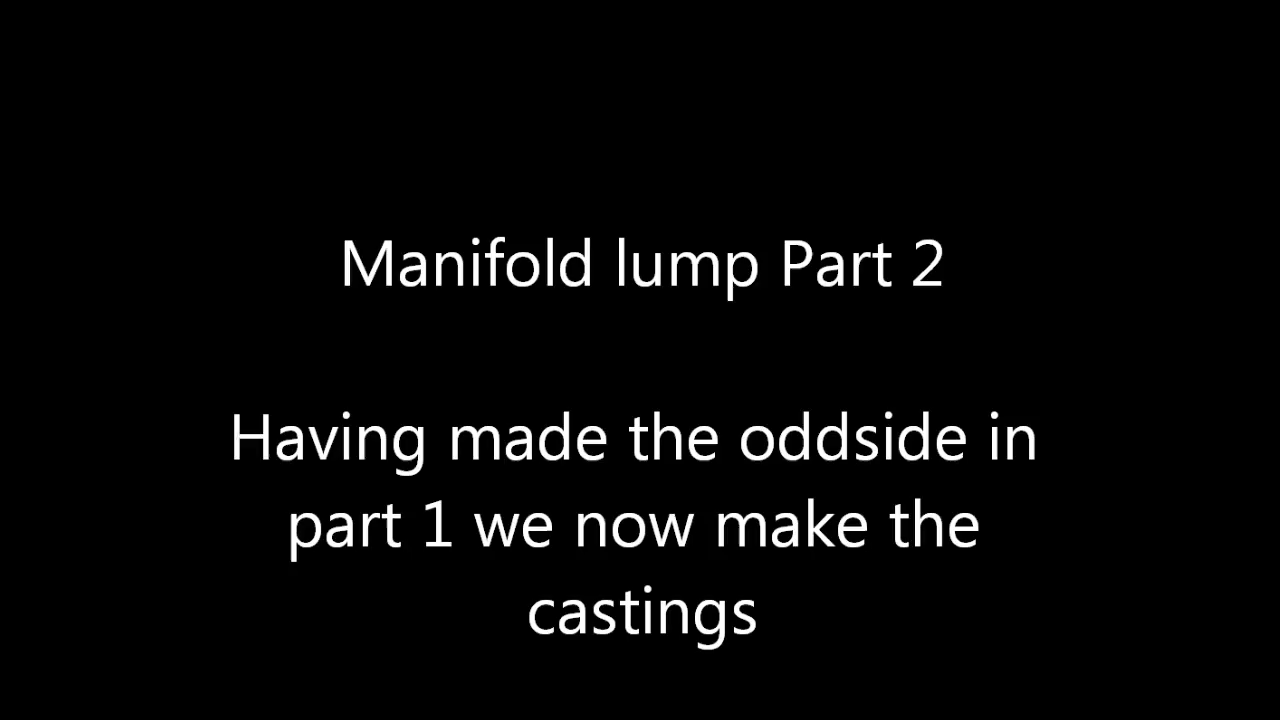 Manifold lump Part 2
Having made the oddside in
part 1 we now make the
castings